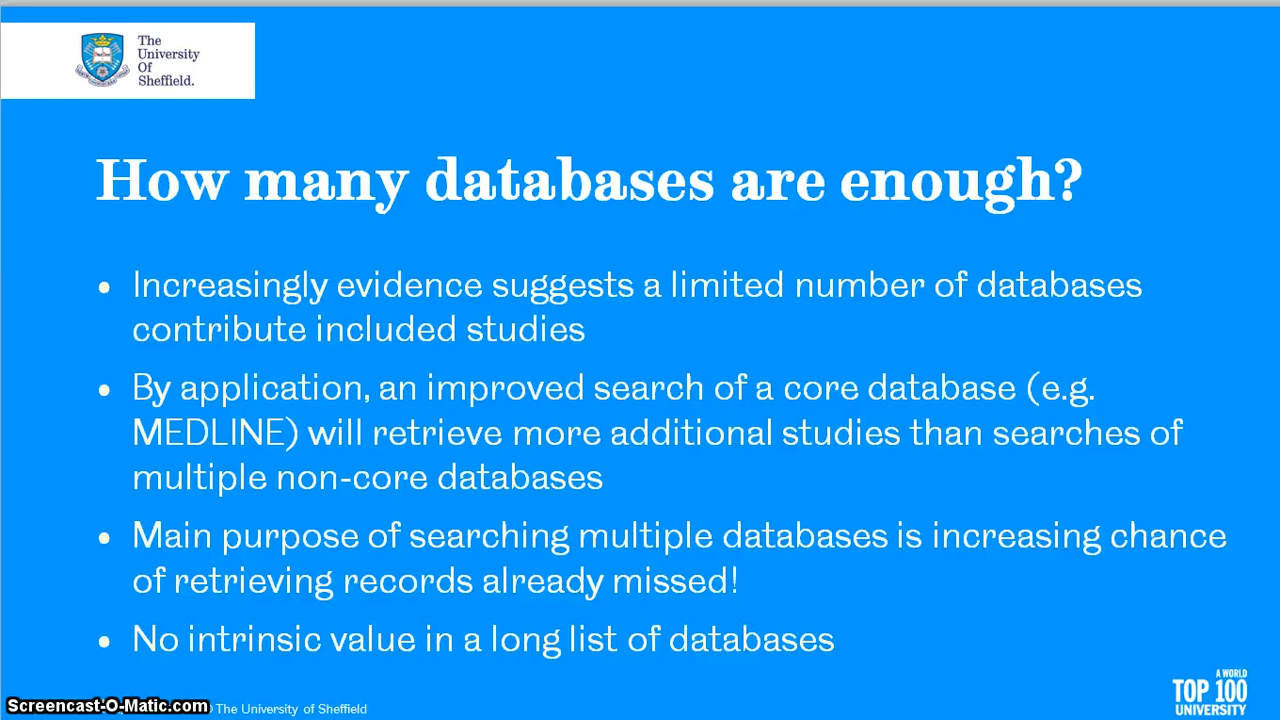 The
University
Of
Sheffield.
How many databases are enough?
• Increasingly evidence suggests a limited number of databases
contribute included studies
• By application, an improved search of a core database (e.g.
MEDLINE) will retrieve more additional studies than searches of
multiple non-core databases
• Main purpose of searching multiple databases is increasing chance
of retrieving records already missed!
• No intrinsic value in a long list of databases
A WORLD
TOP 100
UNIVERSITY
Screencast-O-Matic.com
The University of Sheffield